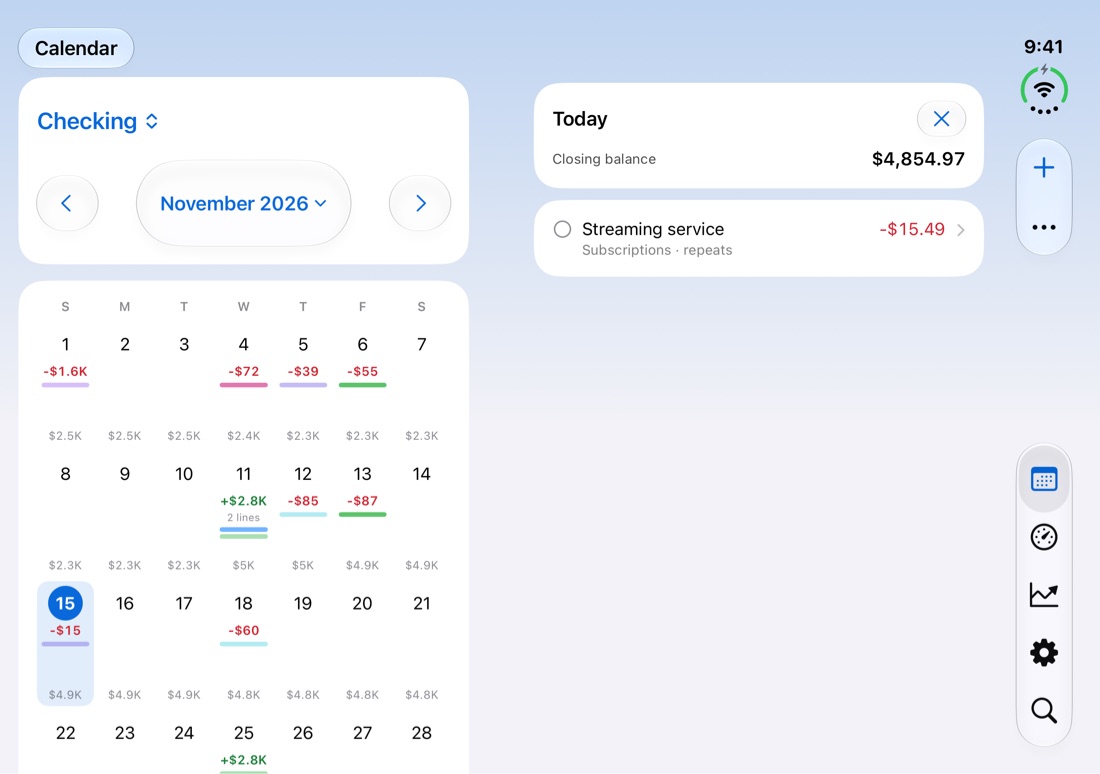 Calendar
9:41
Checking
November 2026
Today
Closing balance $4,854.97
Streaming service -$15.49
Subscriptions · repeats
S M T W T F S
1 2 3 4 5 6 7
-$1.6K -$72 -$39 -$55
$2.5K $2.5K $2.5K $2.4K $2.3K $2.3K $2.3K
8 9 10 11 12 13 14
+$2.8K -$85 -$87
2 lines
$2.3K $2.3K $2.3K $5K $5K $4.9K $4.9K
15 16 17 18 19 20 21
-$15 -$60
$4.9K $4.9K $4.9K $4.8K $4.8K $4.8K $4.8K
22 23 24 25 26 27 28
+$2.8K